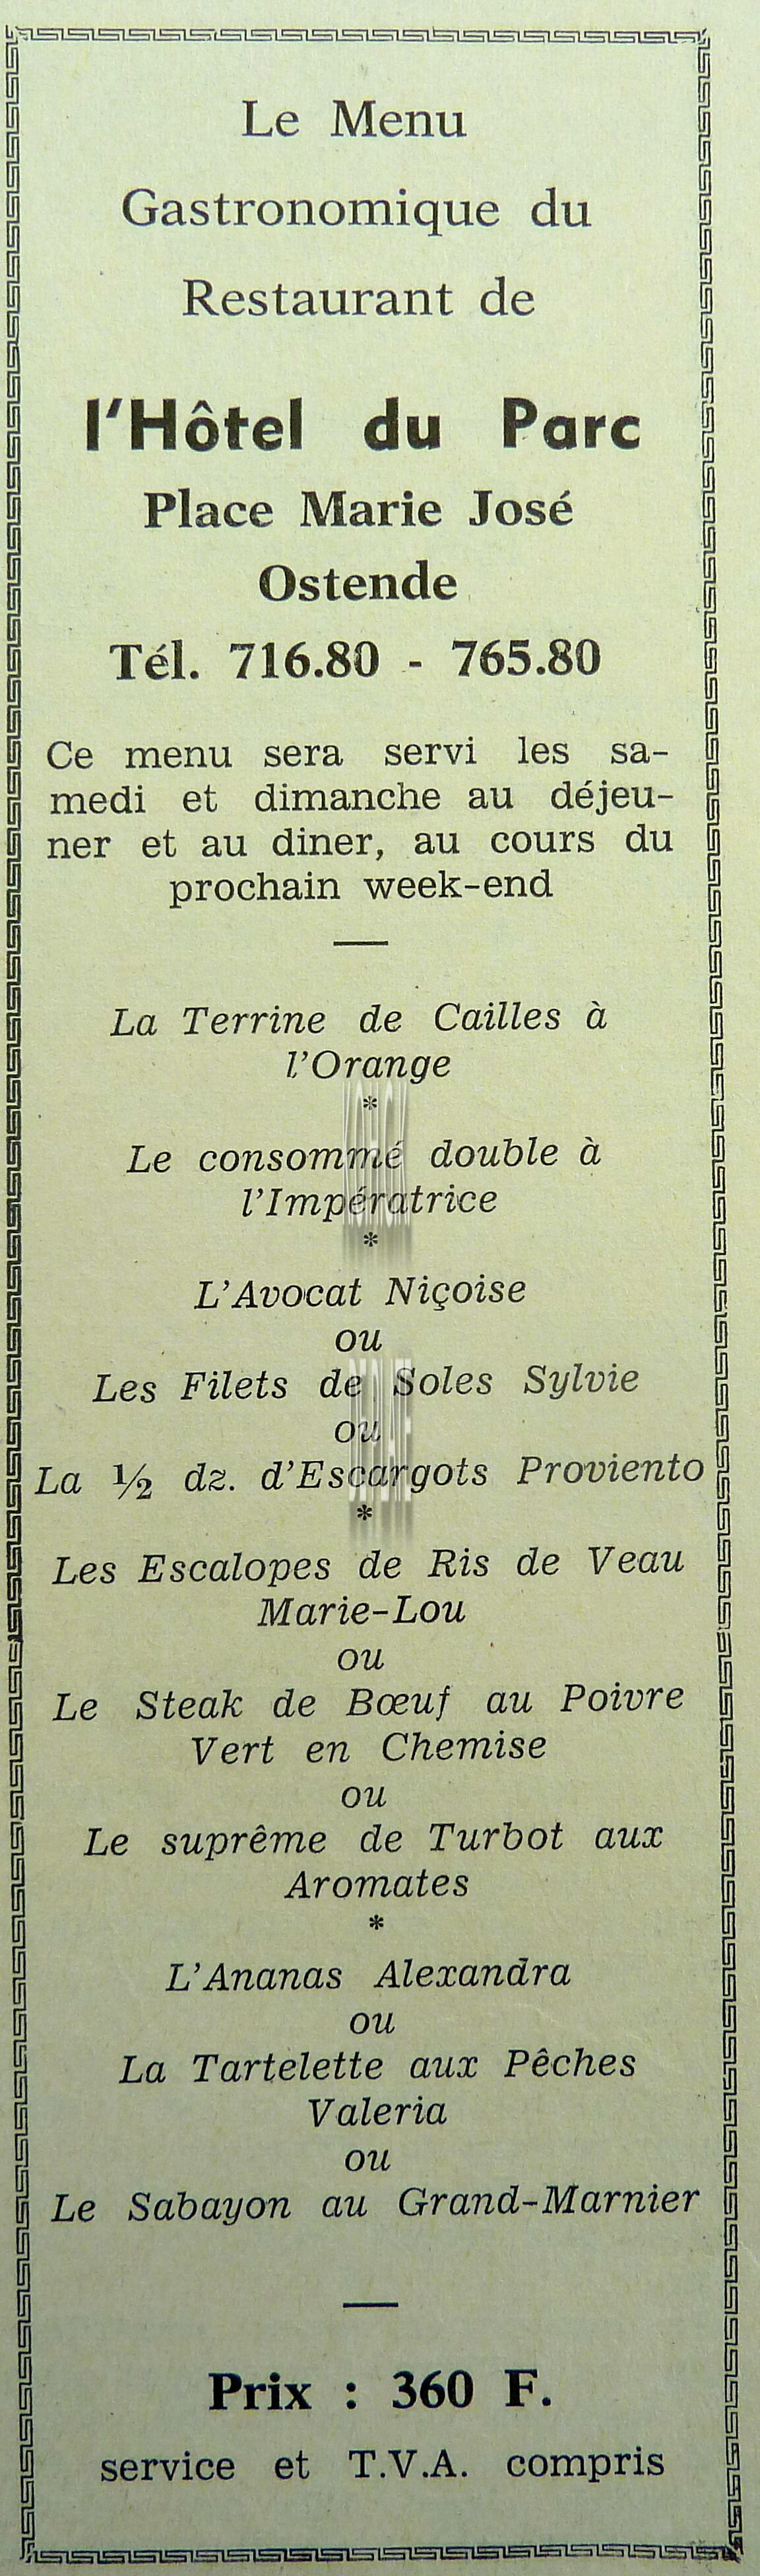 Le Menu
Gastronomique du
Restaurant de
l'Hôtel du Parc
Place Marie José
Ostende
Tél. 716.80 - 765.80
Ce menu sera servi les sa-
medi et dimanche au déjeu-
ner et au diner, au cours du
prochain week-end
La Terrine de Cailles à
l'Orange
*
Le consommé double à
l'Impératrice
*
L'Avocat Niçoise
ou
Les Filets de Soles Sylvie
ou
La ½ dz. d'Escargots Proviento
*
Les Escalopes de Ris de Veau
Marie-Lou
ou
Le Steak de Bœuf au Poivre
Vert en Chemise
ou
Le suprême de Turbot aux
Aromates
*
L'Ananas Alexandra
ou
La Tartelette aux Pêches
Valeria
ou
Le Sabayon au Grand-Marnier
Prix : 360 F.
service et T.V.A. compris